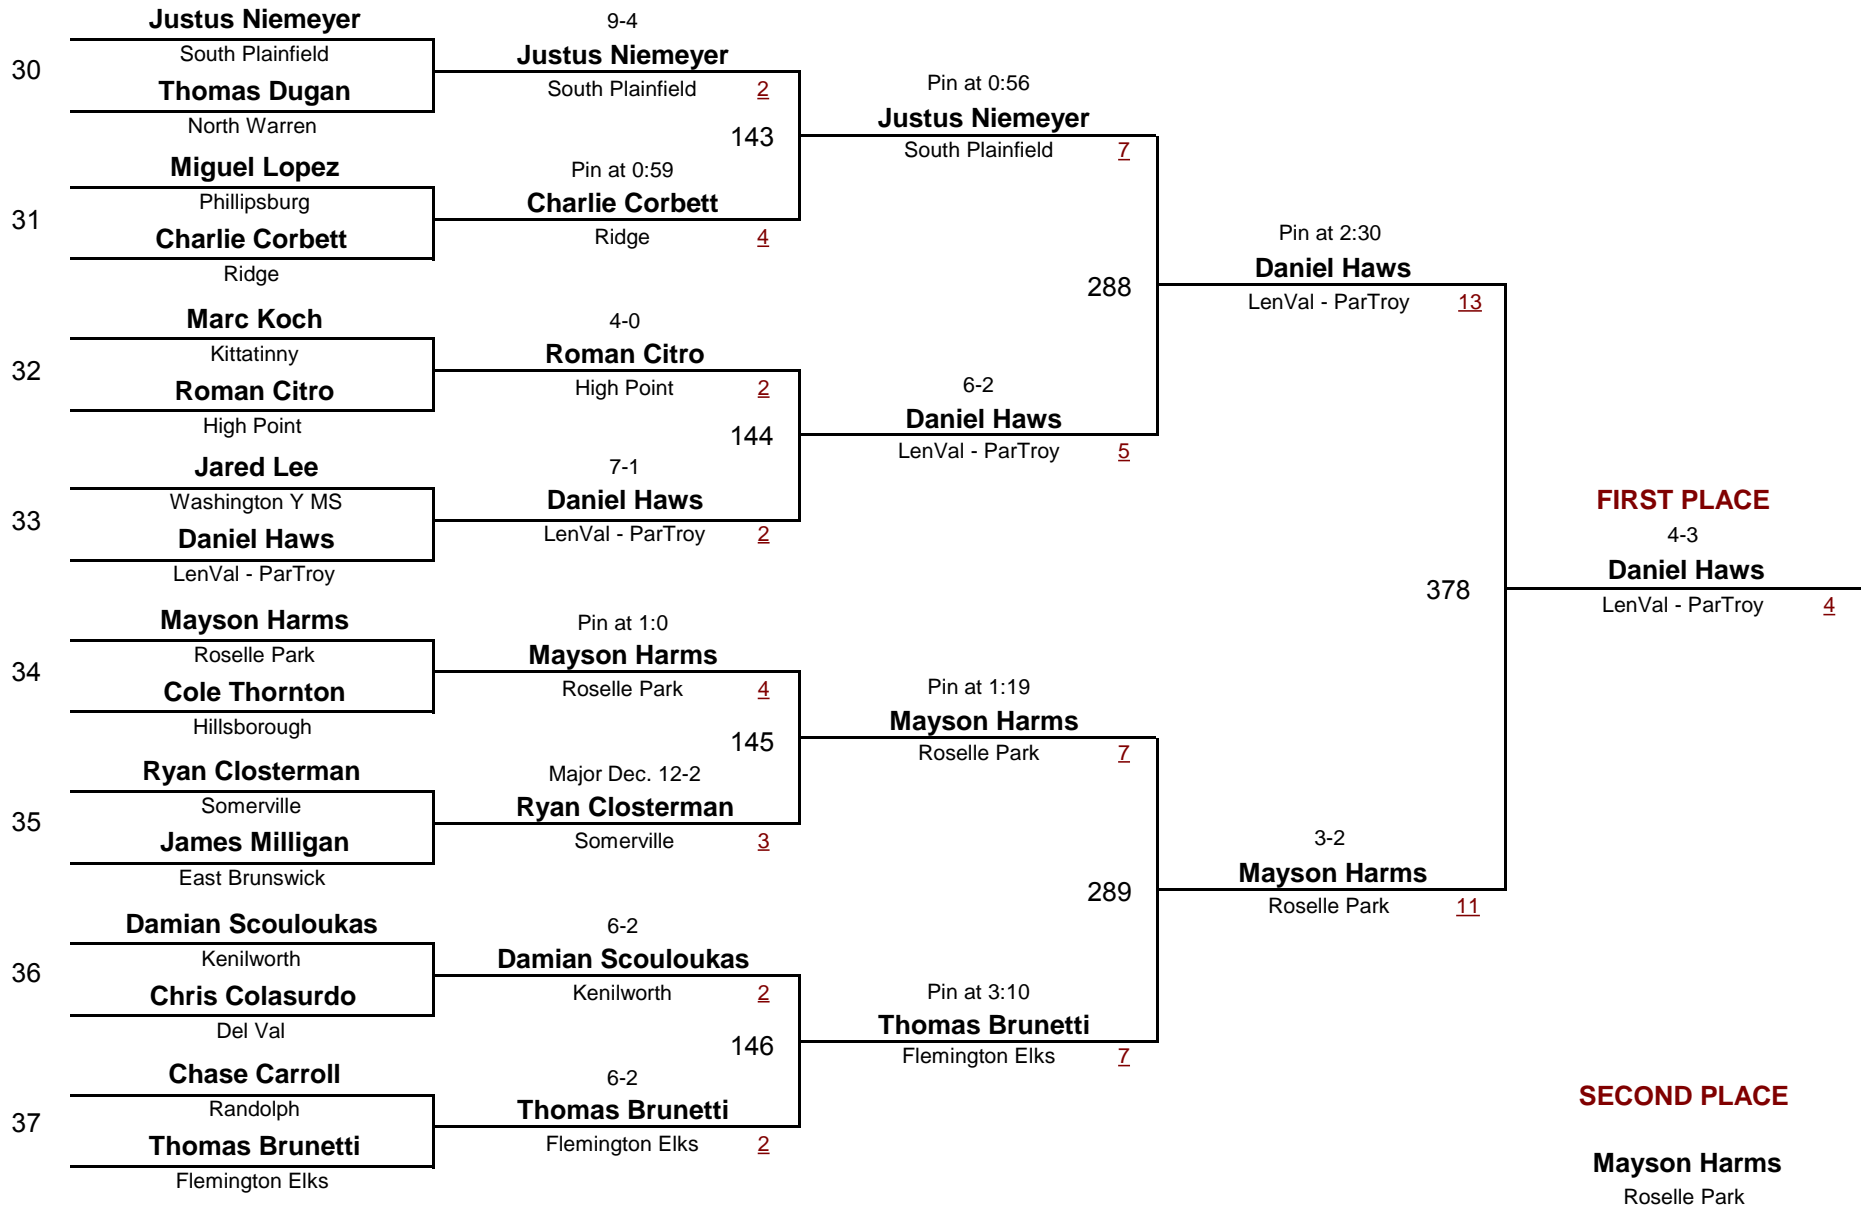 Justus Niemeyer
South Plainfield
30
Thomas Dugan
North Warren
Miguel Lopez
Phillipsburg
31
Charlie Corbett
Ridge
Marc Koch
Kittatinny
32
Roman Citro
High Point
Jared Lee
Washington Y MS
33
Daniel Haws
LenVal - ParTroy
Mayson Harms
Roselle Park
34
Cole Thornton
Hillsborough
Ryan Closterman
Somerville
35
James Milligan
East Brunswick
Damian Scouloukas
Kenilworth
36
Chris Colasurdo
Del Val
Chase Carroll
Randolph
37
Thomas Brunetti
Flemington Elks
9-4
Justus Niemeyer
South Plainfield 2
143
Pin at 0:59
Charlie Corbett
Ridge 4
4-0
Roman Citro
High Point 2
144
7-1
Daniel Haws
LenVal - ParTroy 2
Pin at 1:0
Mayson Harms
Roselle Park 4
145
Major Dec. 12-2
Ryan Closterman
Somerville 3
6-2
Damian Scouloukas
Kenilworth 2
146
6-2
Thomas Brunetti
Flemington Elks 2
Pin at 0:56
Justus Niemeyer
South Plainfield 7
288
6-2
Daniel Haws
LenVal - ParTroy 5
Pin at 1:19
Mayson Harms
Roselle Park 7
289
Pin at 3:10
Thomas Brunetti
Flemington Elks 7
Pin at 2:30
Daniel Haws
LenVal - ParTroy 13
378
3-2
Mayson Harms
Roselle Park 11
FIRST PLACE
4-3
Daniel Haws
LenVal - ParTroy 4
SECOND PLACE
Mayson Harms
Roselle Park